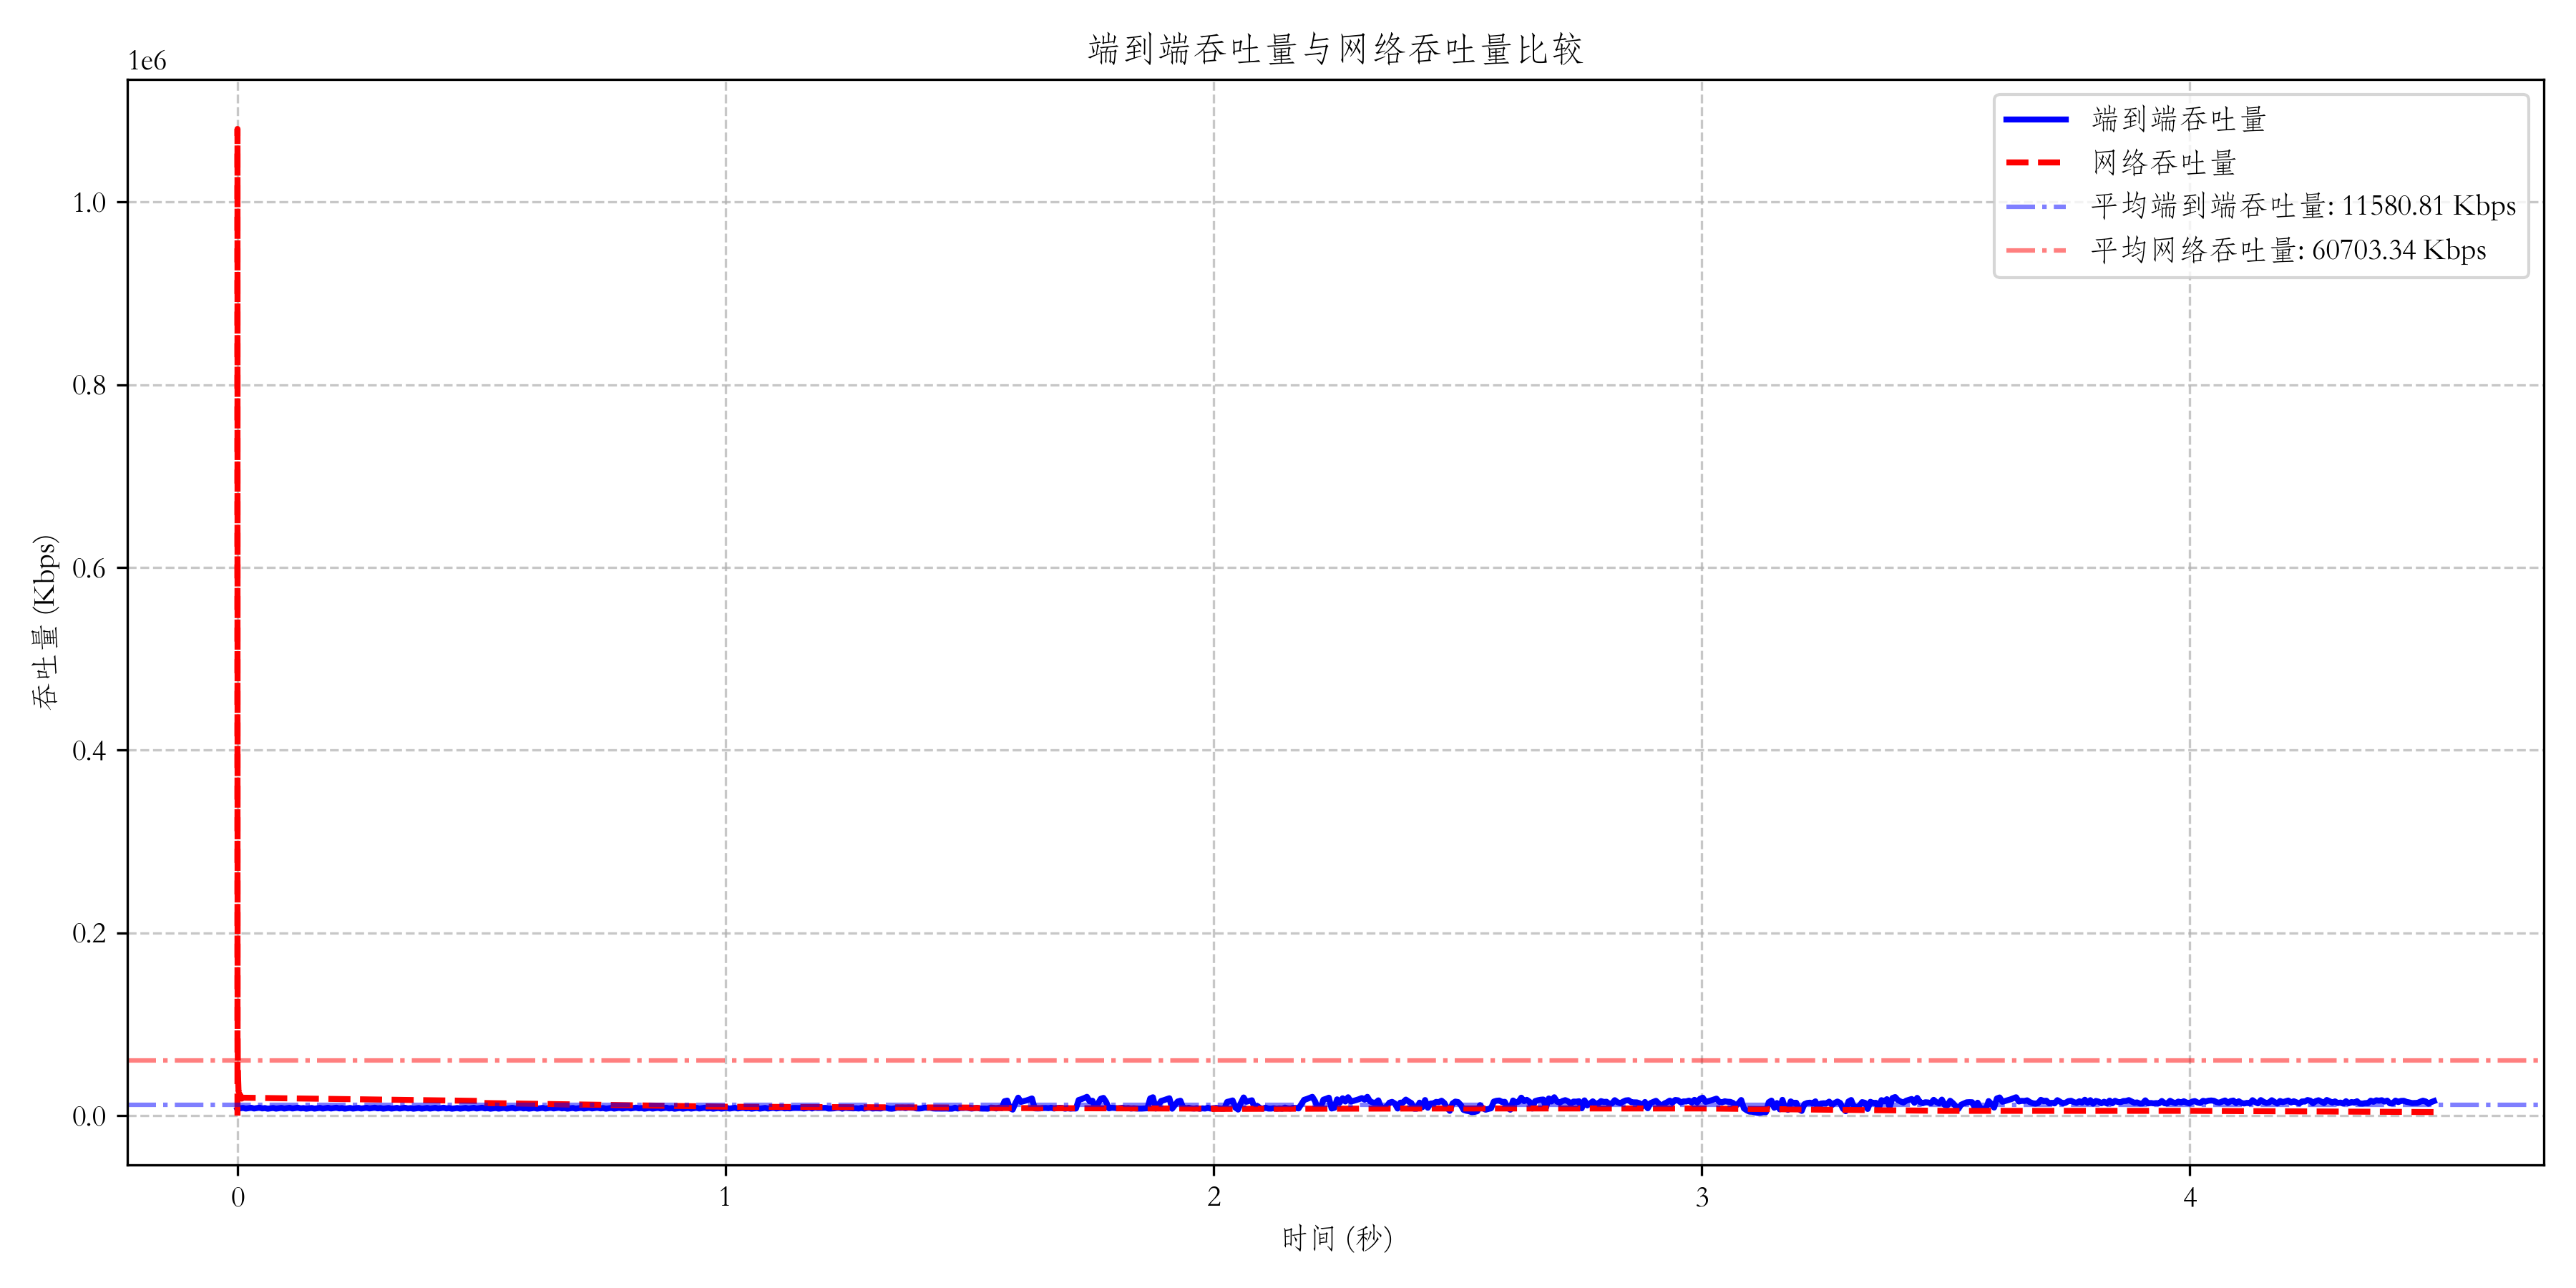 端到端吞吐量与网络吞吐量比较
1e6
端到端吞吐量
网络吞吐量
平均端到端吞吐量: 11580.81 Kbps
平均网络吞吐量: 60703.34 Kbps
吞吐量 (Kbps)
1.0
0.8
0.6
0.4
0.2
0.0
0 1 2 3 4
时间 (秒)